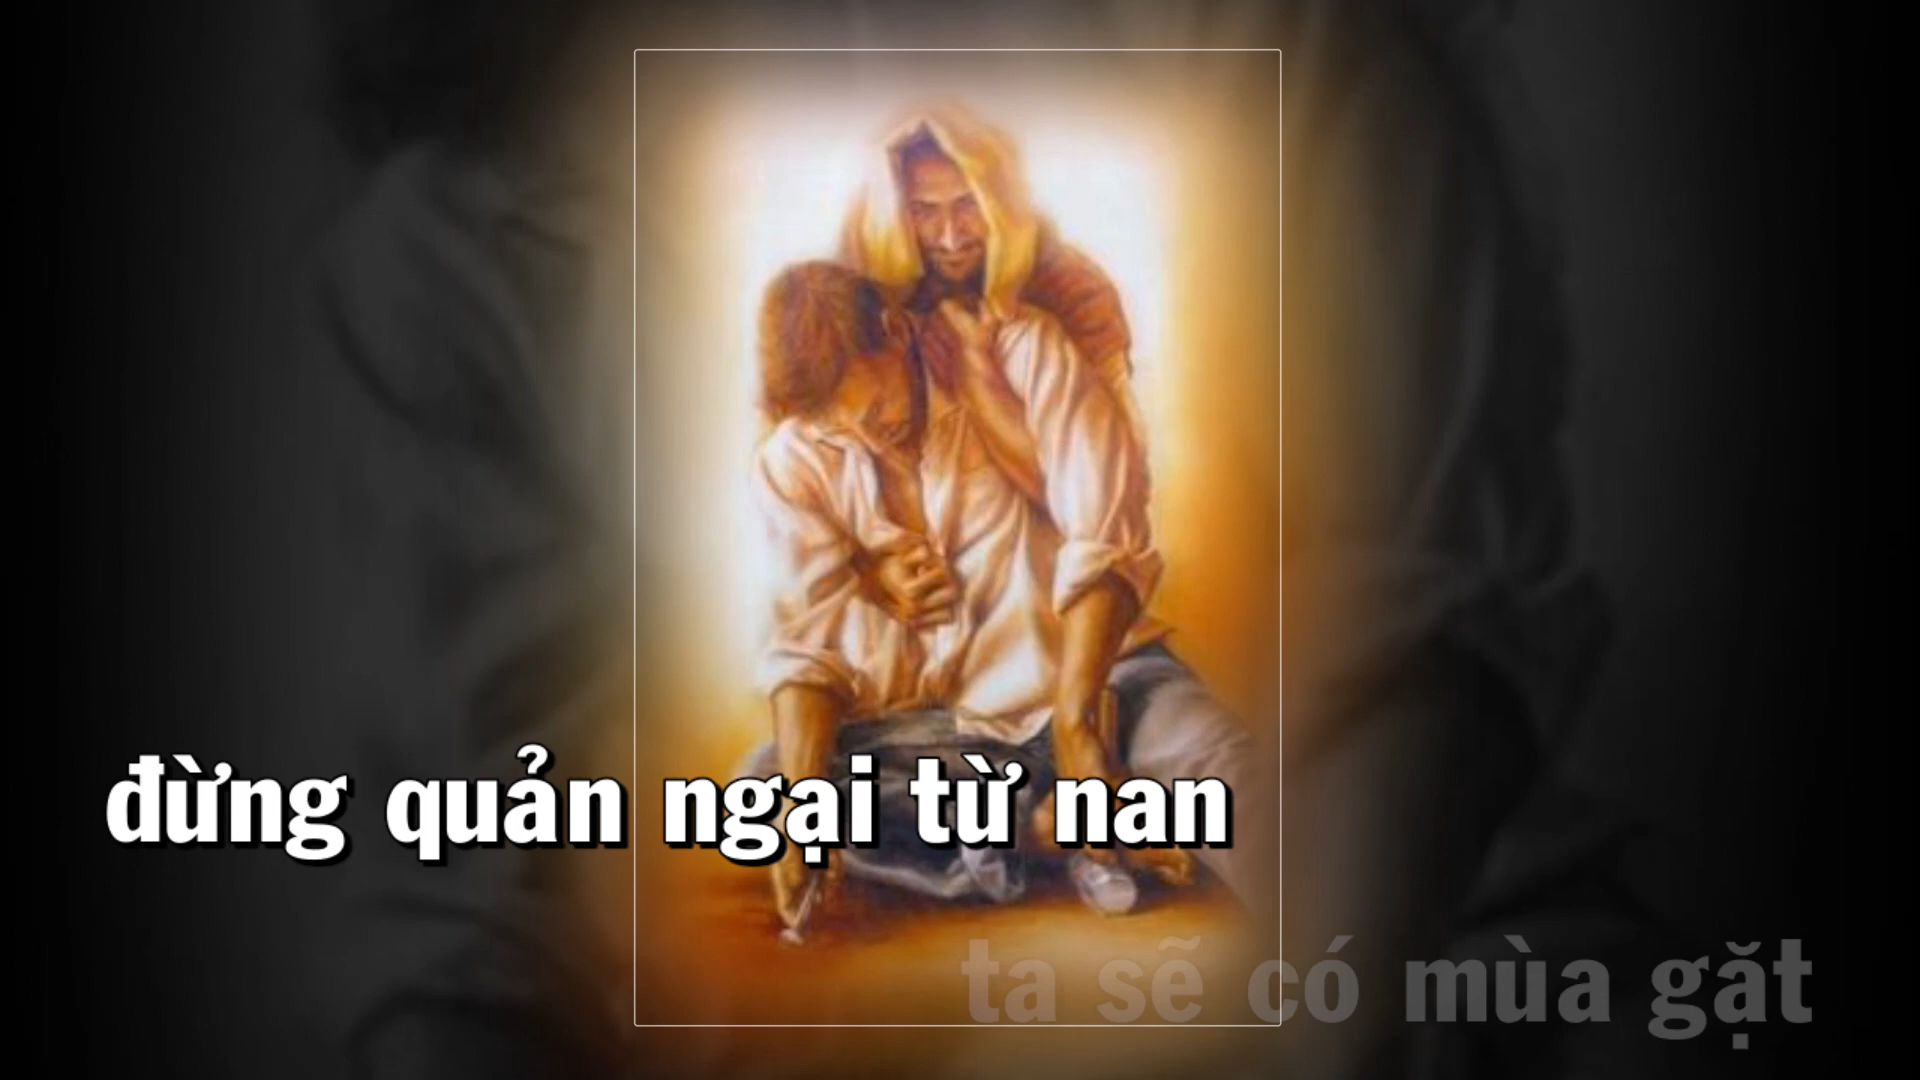 đừng quản ngại từ nan
ta sẽ có mùa gặt